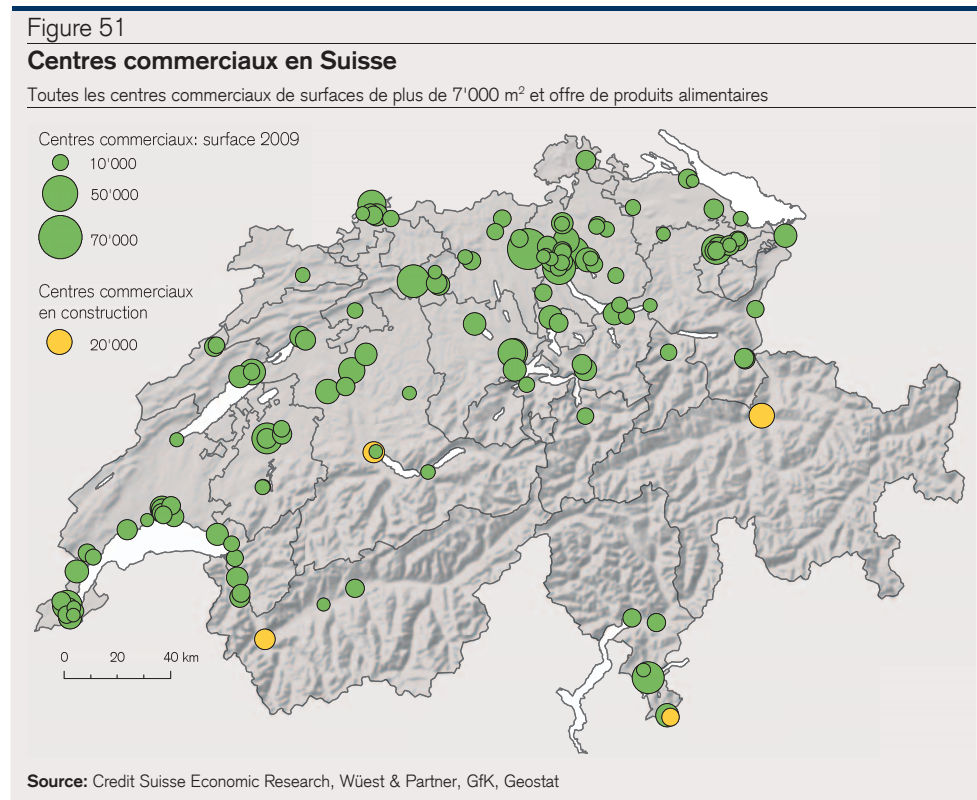 Figure 51
Centres commerciaux en Suisse
Toutes les centres commerciaux de surfaces de plus de 7'000 m² et offre de produits alimentaires
Centres commerciaux: surface 2009
10'000
50'000
70'000
Centres commerciaux
en construction
20'000
0 20 40 km
Source: Credit Suisse Economic Research, Wüest & Partner, GfK, Geostat